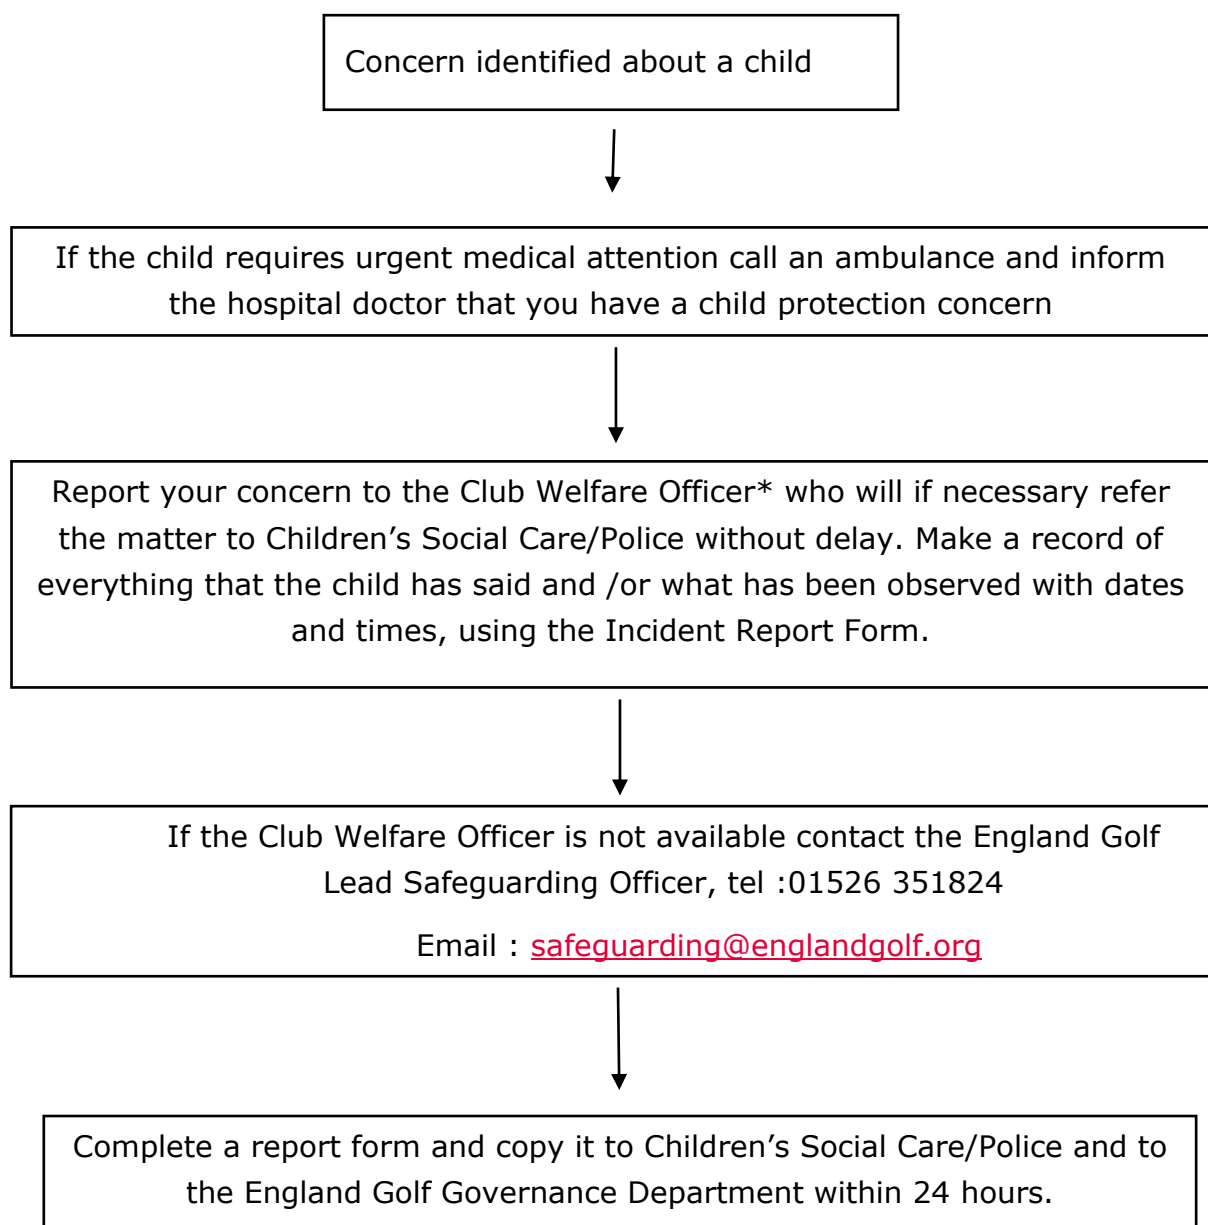 Concern identified about a child
If the child requires urgent medical attention call an ambulance and inform
the hospital doctor that you have a child protection concern
Report your concern to the Club Welfare Officer* who will if necessary refer
the matter to Children’s Social Care/Police without delay. Make a record of
everything that the child has said and /or what has been observed with dates
and times, using the Incident Report Form.
If the Club Welfare Officer is not available contact the England Golf
Lead Safeguarding Officer, tel :01526 351824
Email : safeguarding@englandgolf.org
Complete a report form and copy it to Children’s Social Care/Police and to
the England Golf Governance Department within 24 hours.